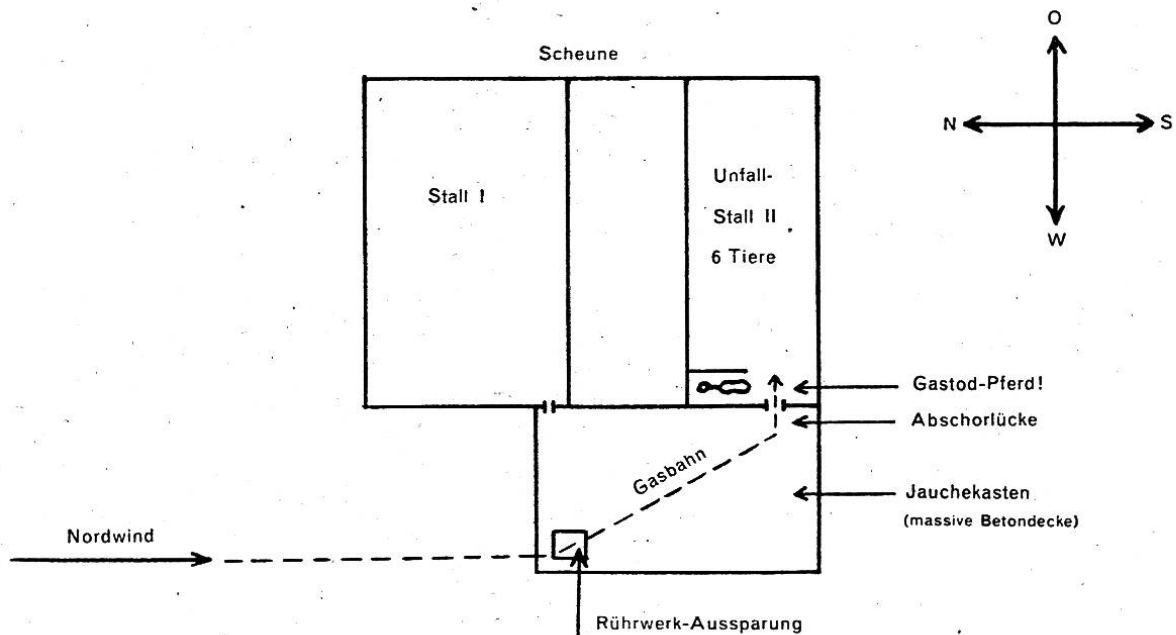 O
Scheune
N
S
W
Stall I
Unfall-
Stall II
6 Tiere
Gastod-Pferd!
Abschorlücke
Gasbahn
Jauchekasten
(massive Betondecke)
Nordwind
Rührwerk-Aussparung